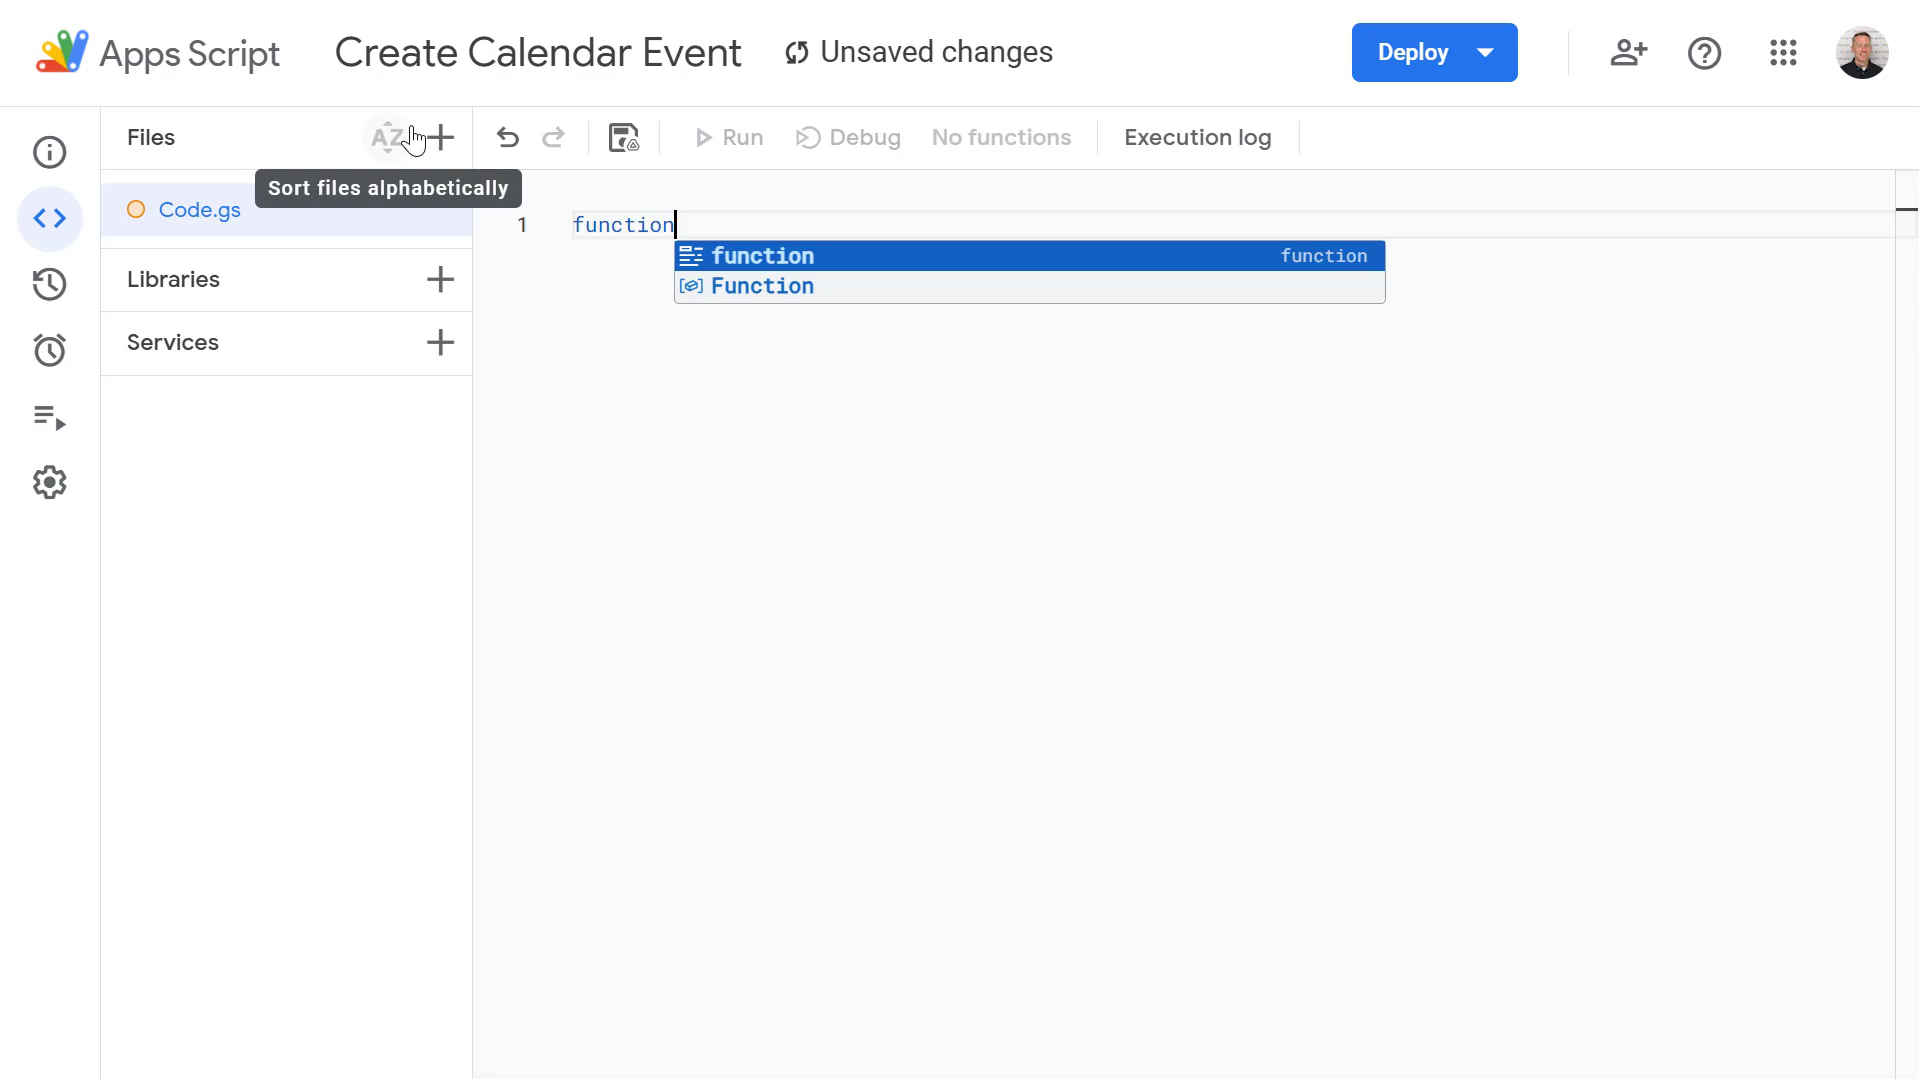 Apps Script
Create Calendar Event
Unsaved changes
Deploy
Files
AZ
Run
Debug
No functions
Execution log
Sort files alphabetically
Code.gs
1
function
function function
Function
Libraries
Services